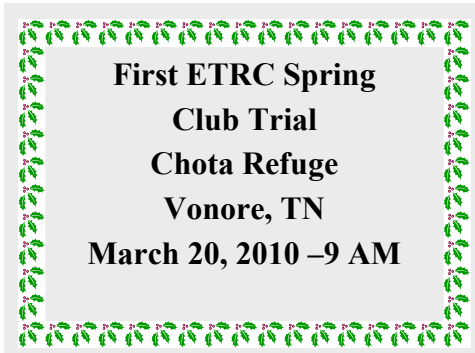 First ETRC Spring
Club Trial
Chota Refuge
Vonore, TN
March 20, 2010 –9 AM